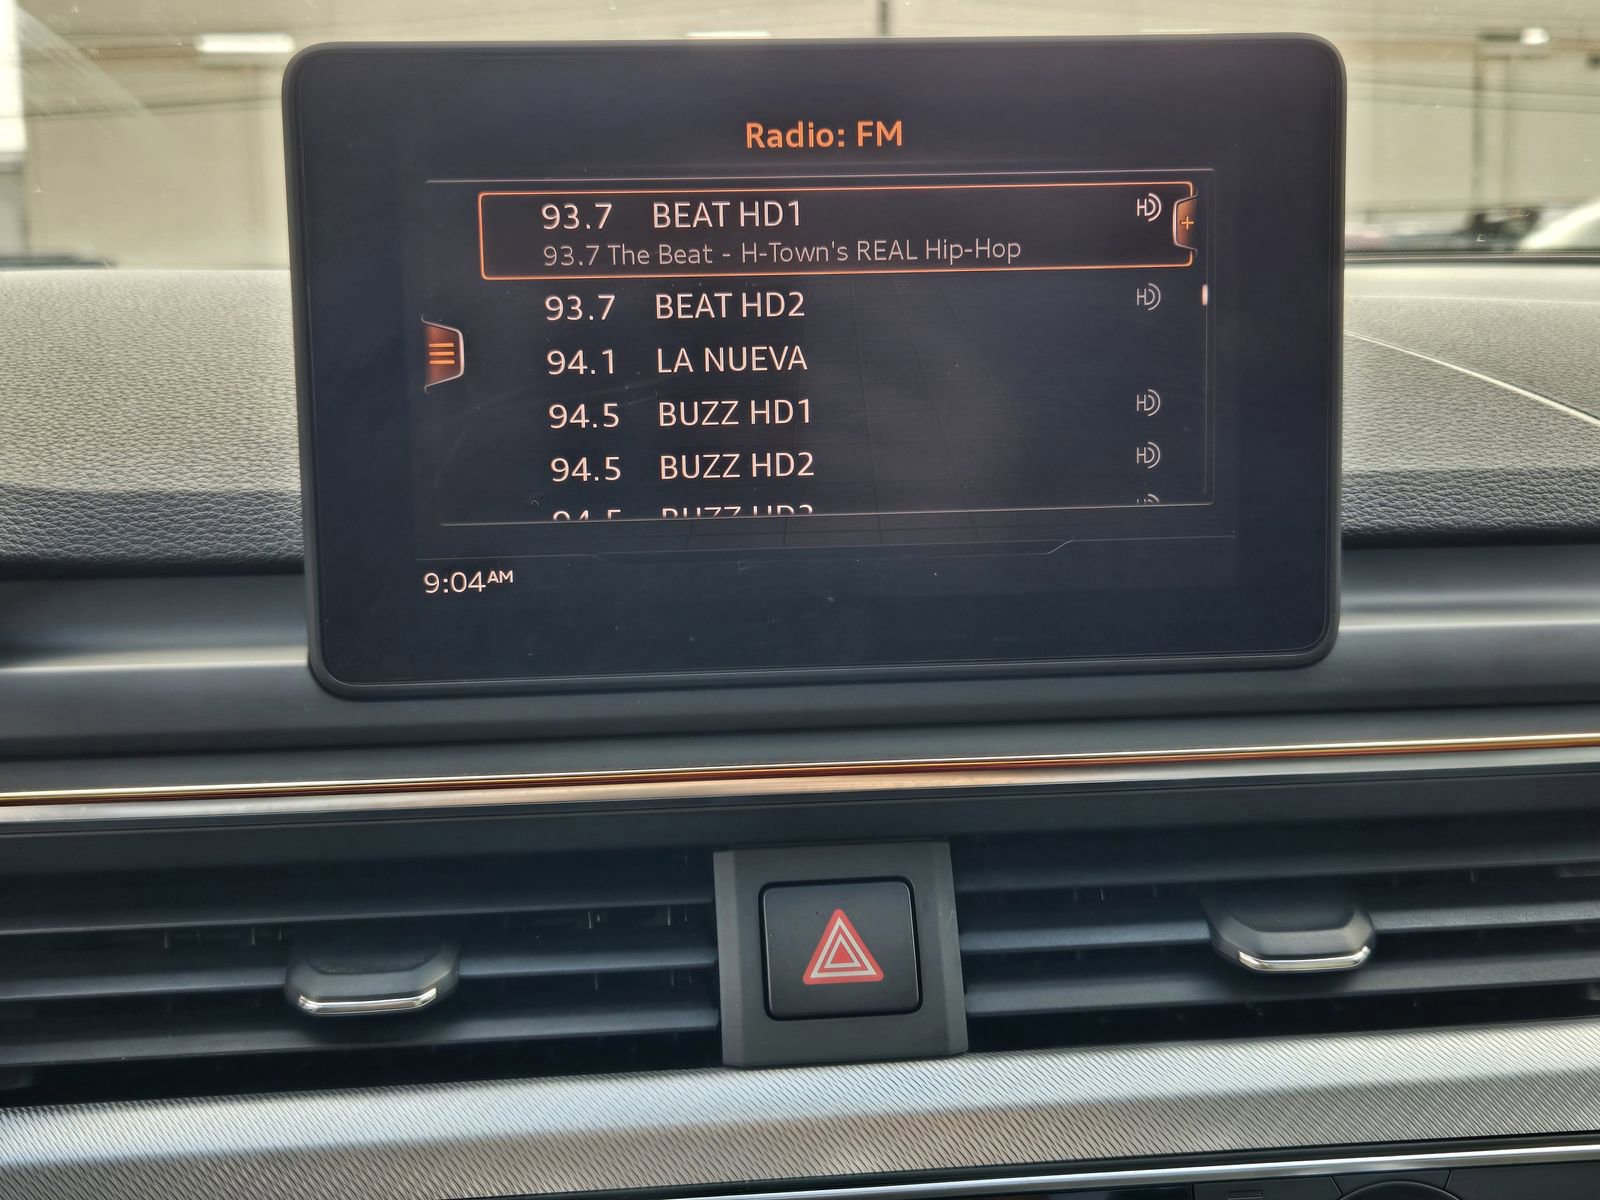 Radio: FM
93.7 BEAT HD1
93.7 The Beat - H-Town's REAL Hip-Hop
93.7 BEAT HD2
94.1 LA NUEVA
94.5 BUZZ HD1
94.5 BUZZ HD2
9:04AM